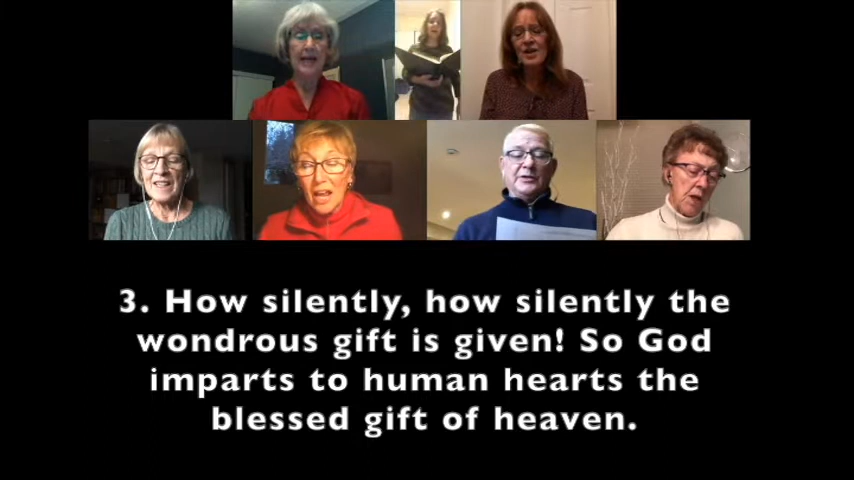 3. How silently, how silently the
wondrous gift is given! So God
imparts to human hearts the
blessed gift of heaven.